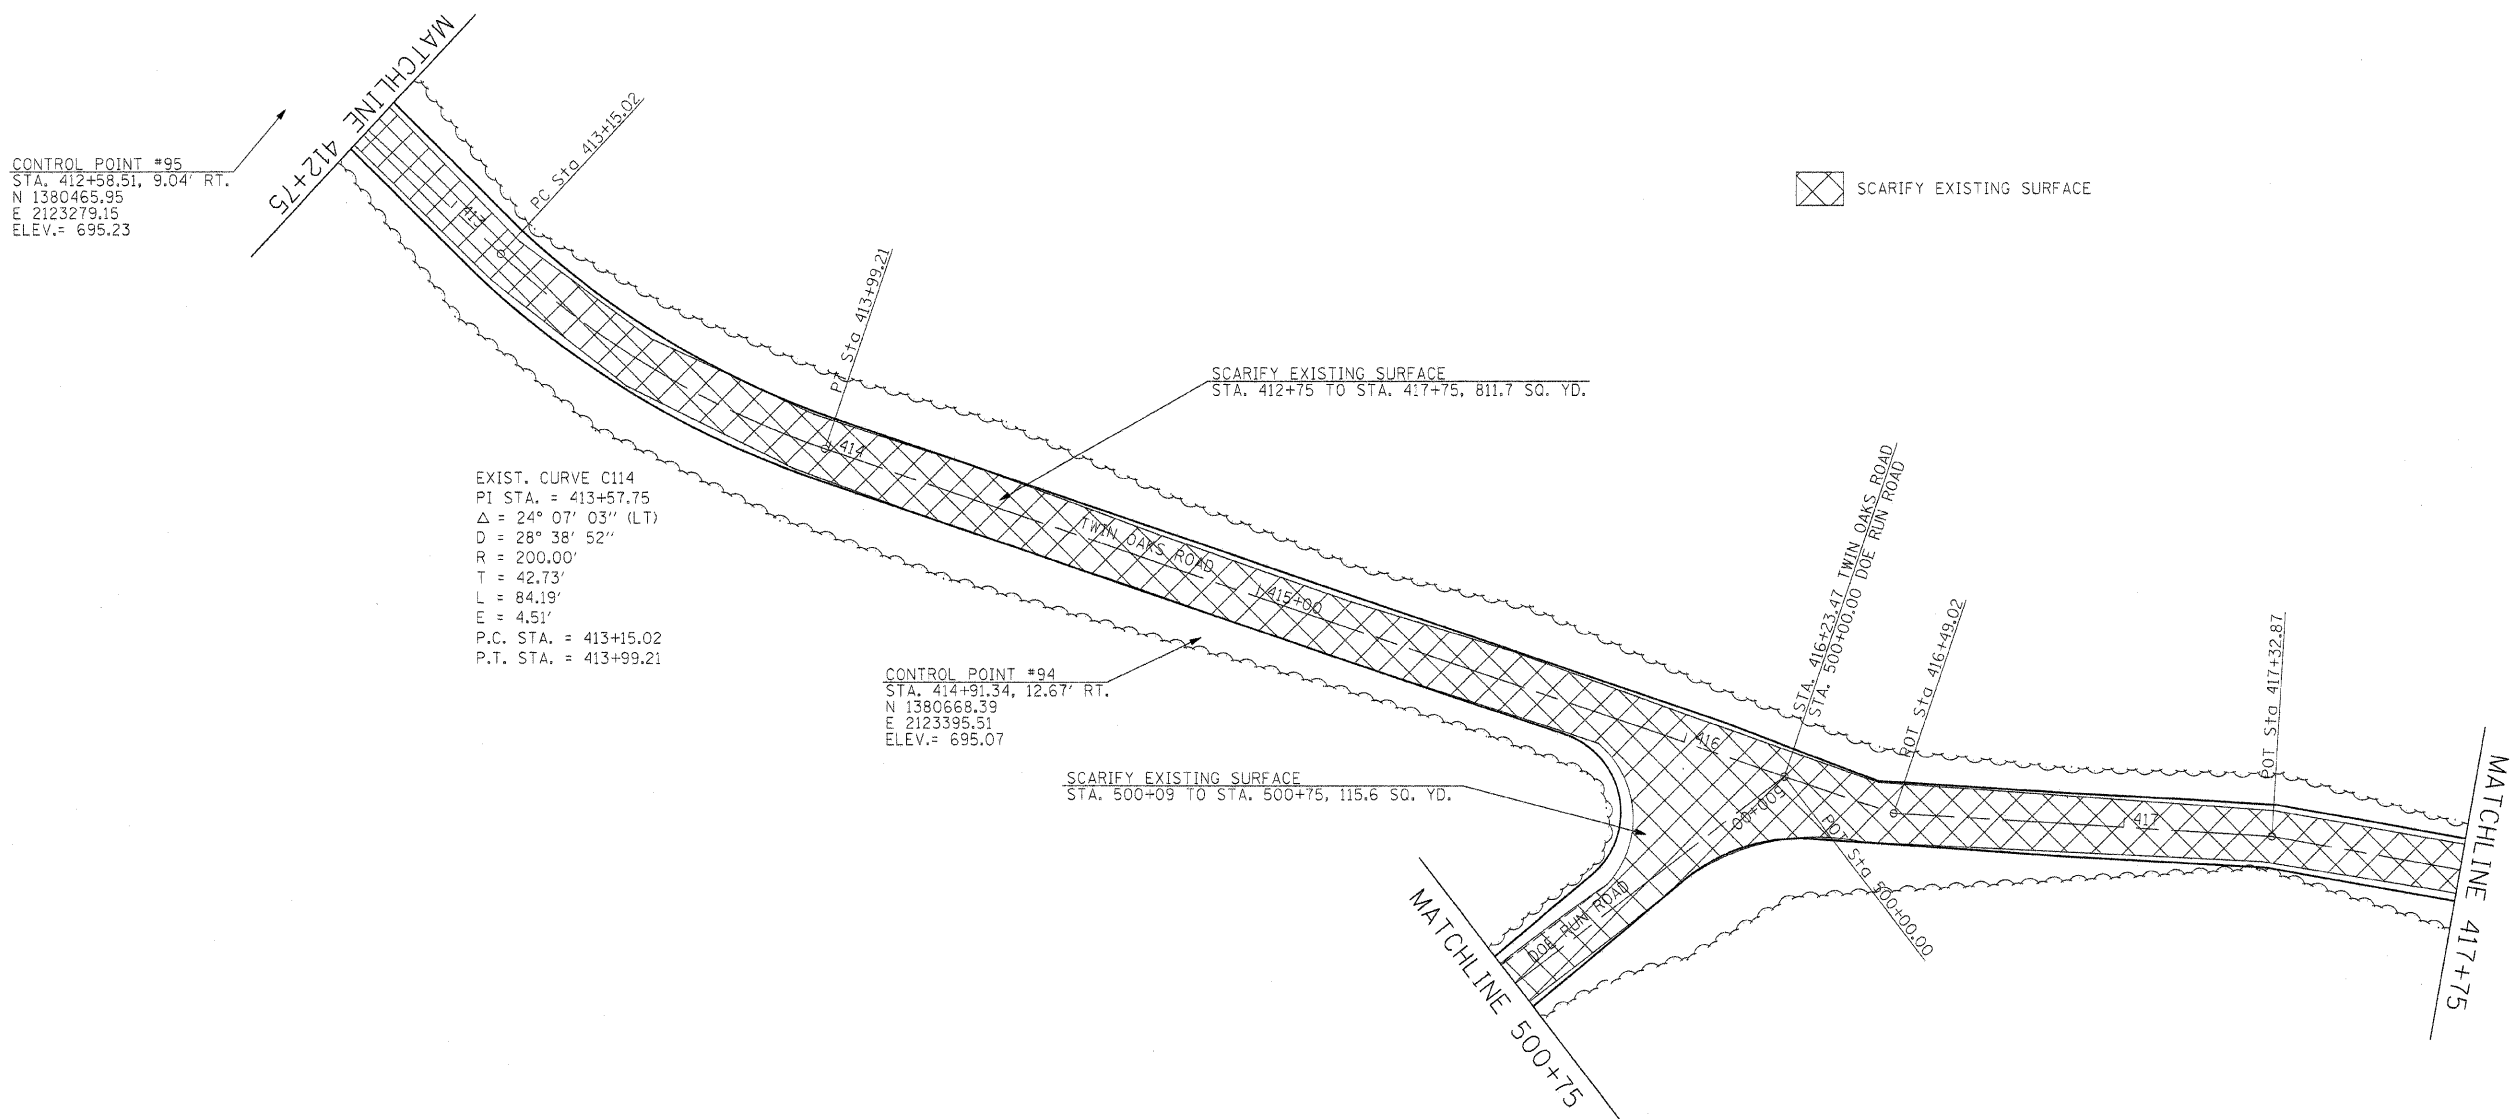 MATCHLINE 412+75
CONTROL POINT #95
STA. 412+58.51, 9.04' RT.
N 1380465.95
E 2123279.15
ELEV.= 695.23
413
PC Sta 413+15.02
PT Sta 413+99.21
SCARIFY EXISTING SURFACE
SCARIFY EXISTING SURFACE
STA. 412+75 TO STA. 417+75, 811.7 SQ. YD.
414
EXIST. CURVE C114
PI STA. = 413+57.75
Δ = 24° 07' 03'' (LT)
D = 28° 38' 52''
R = 200.00'
T = 42.73'
L = 84.19'
E = 4.51'
P.C. STA. = 413+15.02
P.T. STA. = 413+99.21
TWIN OAKS ROAD
415+00
CONTROL POINT #94
STA. 414+91.34, 12.67' RT.
N 1380668.39
E 2123395.51
ELEV.= 695.07
STA. 416+23.47 TWIN OAKS ROAD
STA. 500+00.00 DOE RUN ROAD
POT Sta 416+49.02
POT Sta 417+32.87
416
SCARIFY EXISTING SURFACE
STA. 500+09 TO STA. 500+75, 115.6 SQ. YD.
500+00
417
POT Sta 500+00.00
DOE RUN ROAD
MATCHLINE 500+75
MATCHLINE 417+75